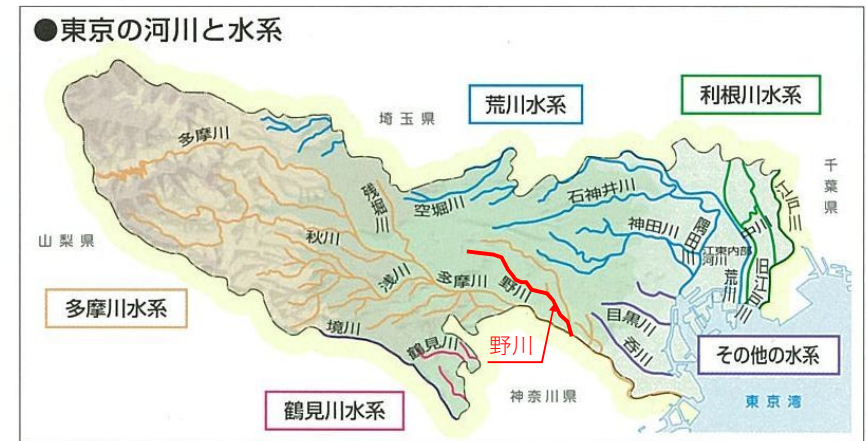 ●東京の河川と水系
埼玉県
荒川水系
利根川水系
千葉県
多摩川
残堀川
空堀川
石神井川
江戸川
中川
神田川
隅田川
江東内部
河川
荒川
旧江戸川
山梨県
秋川
浅川
多摩川
野川
目黒川
呑川
多摩川水系
境川
鶴見川
野川
その他の水系
鶴見川水系
神奈川県
東京湾